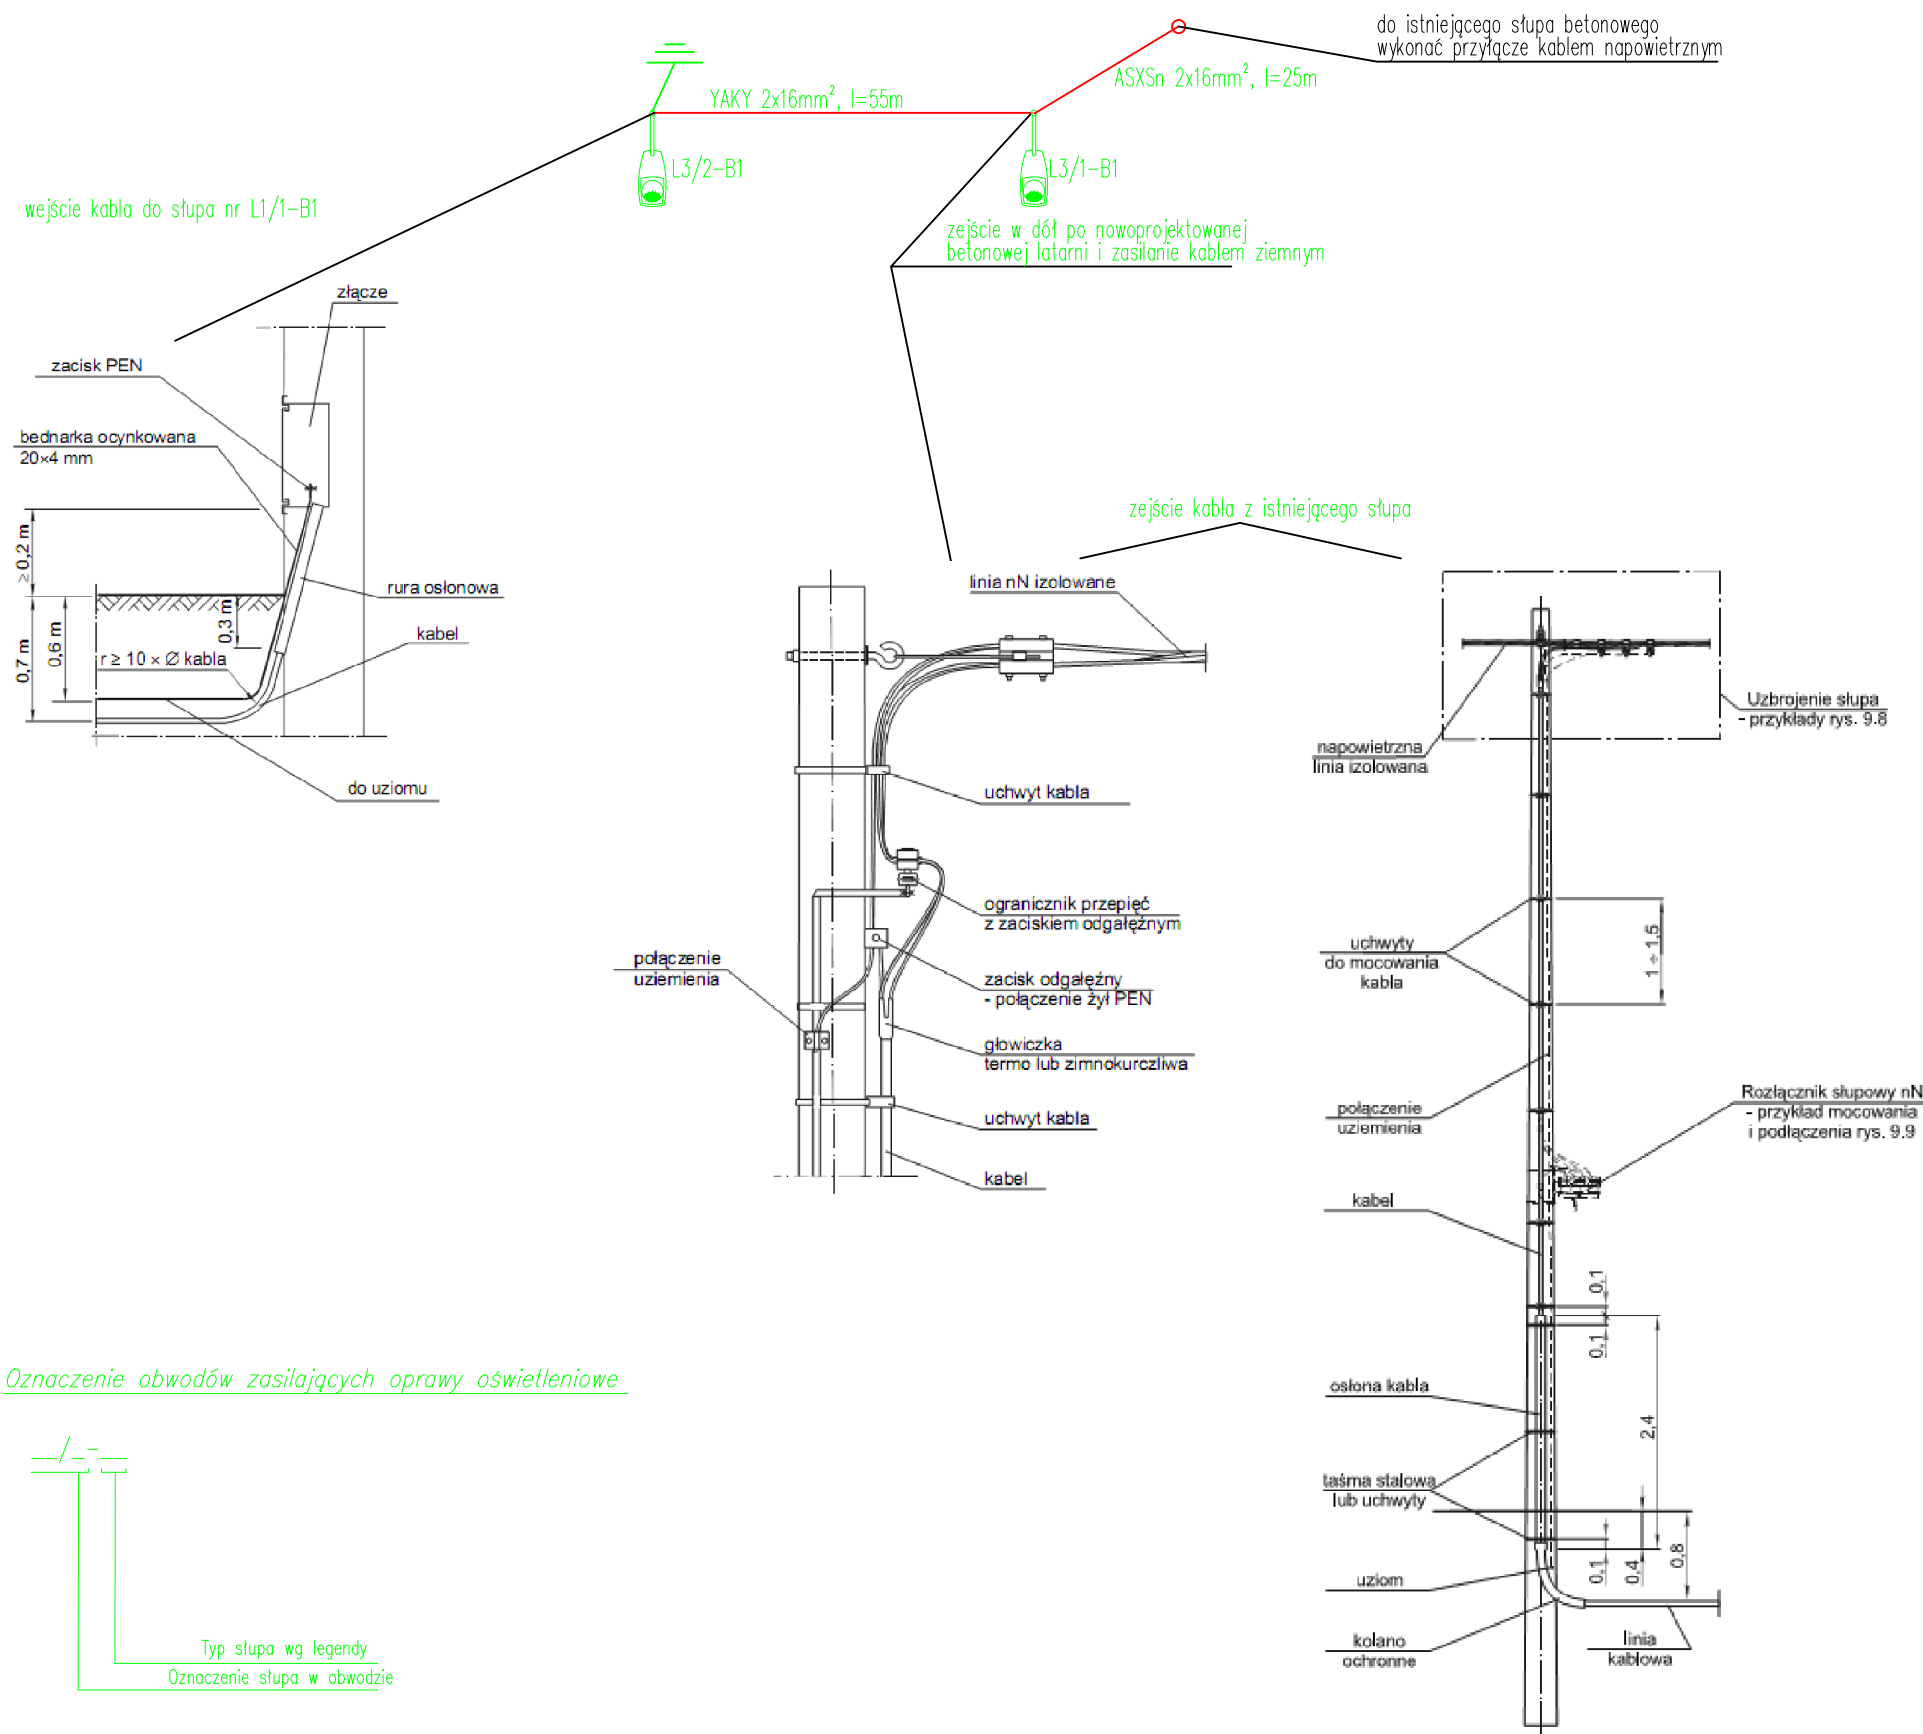 do istniejącego słupa betonowego
wykonać przyłącze kablem napowietrznym
ASXSn 2x16mm², l=25m
YAKY 2x16mm², l=55m
L3/2-B1
L3/1-B1
wejście kabla do słupa nr L1/1-B1
zejście w dół po nowoprojektowanej
betonowej latarni i zasilanie kablem ziemnym
złącze
zacisk PEN
bednarka ocynkowana
20×4 mm
≥ 0,2 m
0,7 m
0,6 m
0,3 m
r ≥ 10 × Ø kabla
rura osłonowa
kabel
do uziomu
zejście kabla z istniejącego słupa
linia nN izolowane
uchwyt kabla
ogranicznik przepięć
z zaciskiem odgałęźnym
połączenie
uziemienia
zacisk odgałęźny
- połączenie żył PEN
głowiczka
termo lub zimnokurczliwa
uchwyt kabla
kabel
Uzbrojenie słupa
- przykłady rys. 9.8
napowietrzna
linia izolowana
uchwyty
do mocowania
kabla
1 ÷ 1,5
połączenie
uziemienia
Rozłącznik słupowy nN
- przykład mocowania
i podłączenia rys. 9.9
kabel
0,1
0,1
osłona kabla
2,4
taśma stalowa
lub uchwyty
0,1
0,4
0,8
uziom
kolano
ochronne
linia
kablowa
Oznaczenie obwodów zasilających oprawy oświetleniowe
__/_-__
Typ słupa wg legendy
Oznaczenie słupa w obwodzie